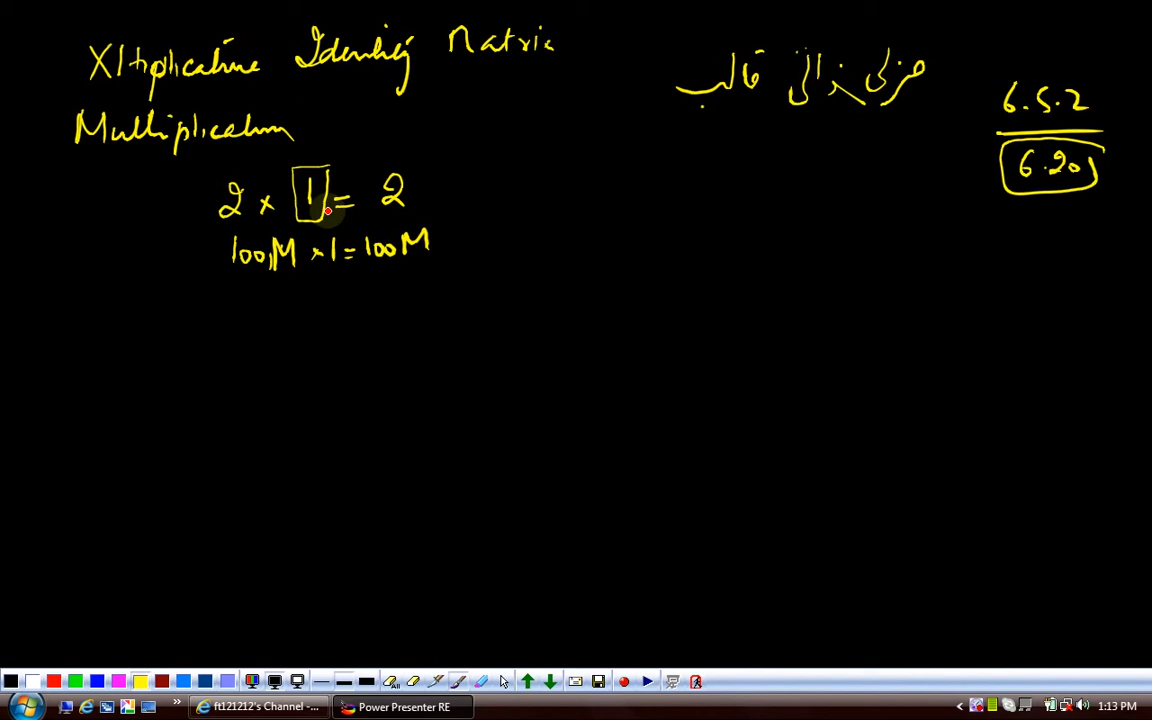 Xltiplicative Identity Matrix
ضربی ذاتی قالب
6.5.2
6.20
Multiplication
2 × 1 = 2
100M × 1 = 100M
ft121212's Channel -...
Power Presenter RE
1:13 PM